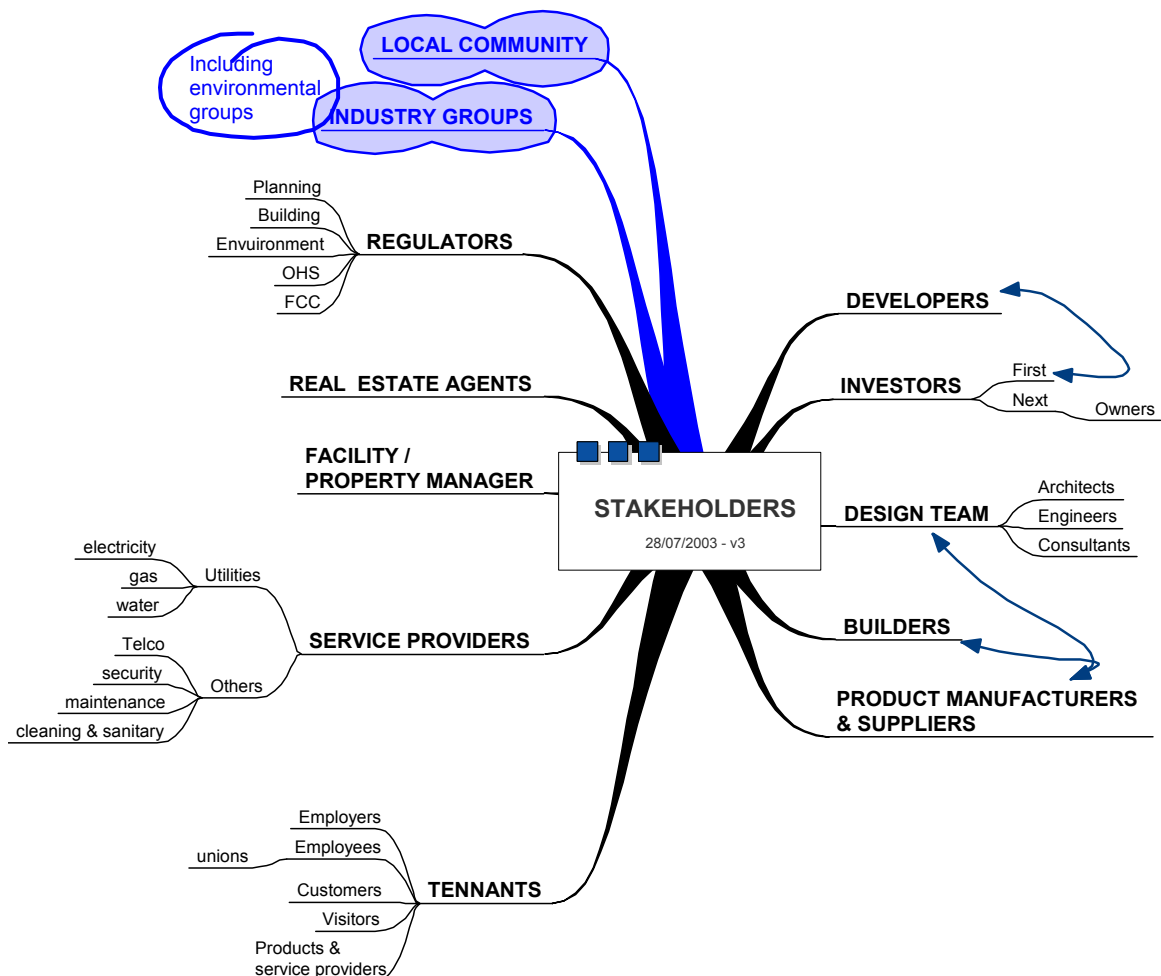 LOCAL COMMUNITY
Including
environmental
groups
INDUSTRY GROUPS
Planning
Building
Envuironment
OHS
FCC
REGULATORS
REAL ESTATE AGENTS
FACILITY /
PROPERTY MANAGER
electricity
gas
water
Utilities
Telco
security
maintenance
cleaning & sanitary
Others
SERVICE PROVIDERS
Employers
unions
Employees
Customers
Visitors
Products &
service providers
TENNANTS
STAKEHOLDERS
28/07/2003 - v3
DEVELOPERS
INVESTORS
First
Next
Owners
DESIGN TEAM
Architects
Engineers
Consultants
BUILDERS
PRODUCT MANUFACTURERS
& SUPPLIERS